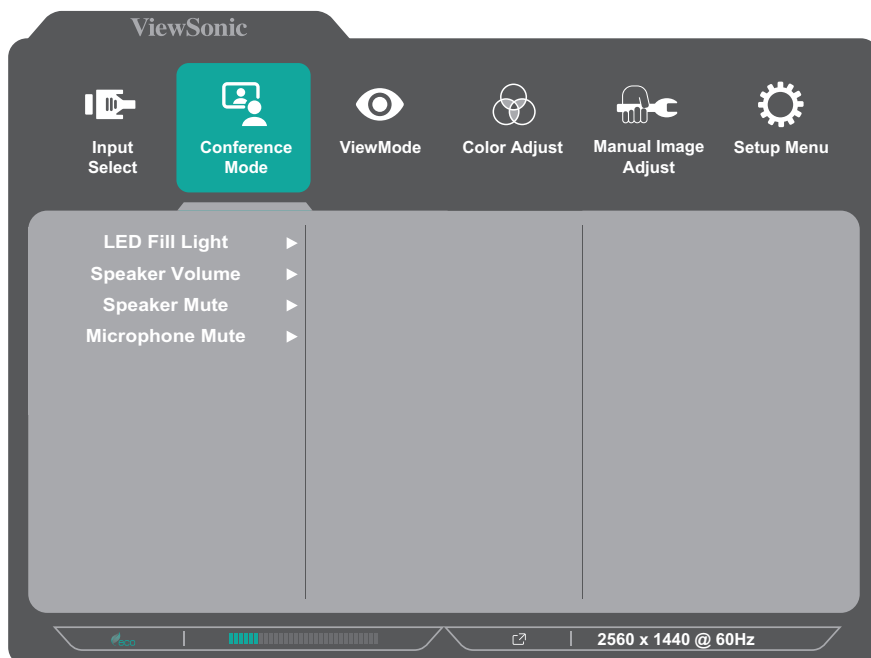 ViewSonic
Input
Select
Conference
Mode
ViewMode
Color Adjust
Manual Image
Adjust
Setup Menu
LED Fill Light
Speaker Volume
Speaker Mute
Microphone Mute
eco
2560 x 1440 @ 60Hz